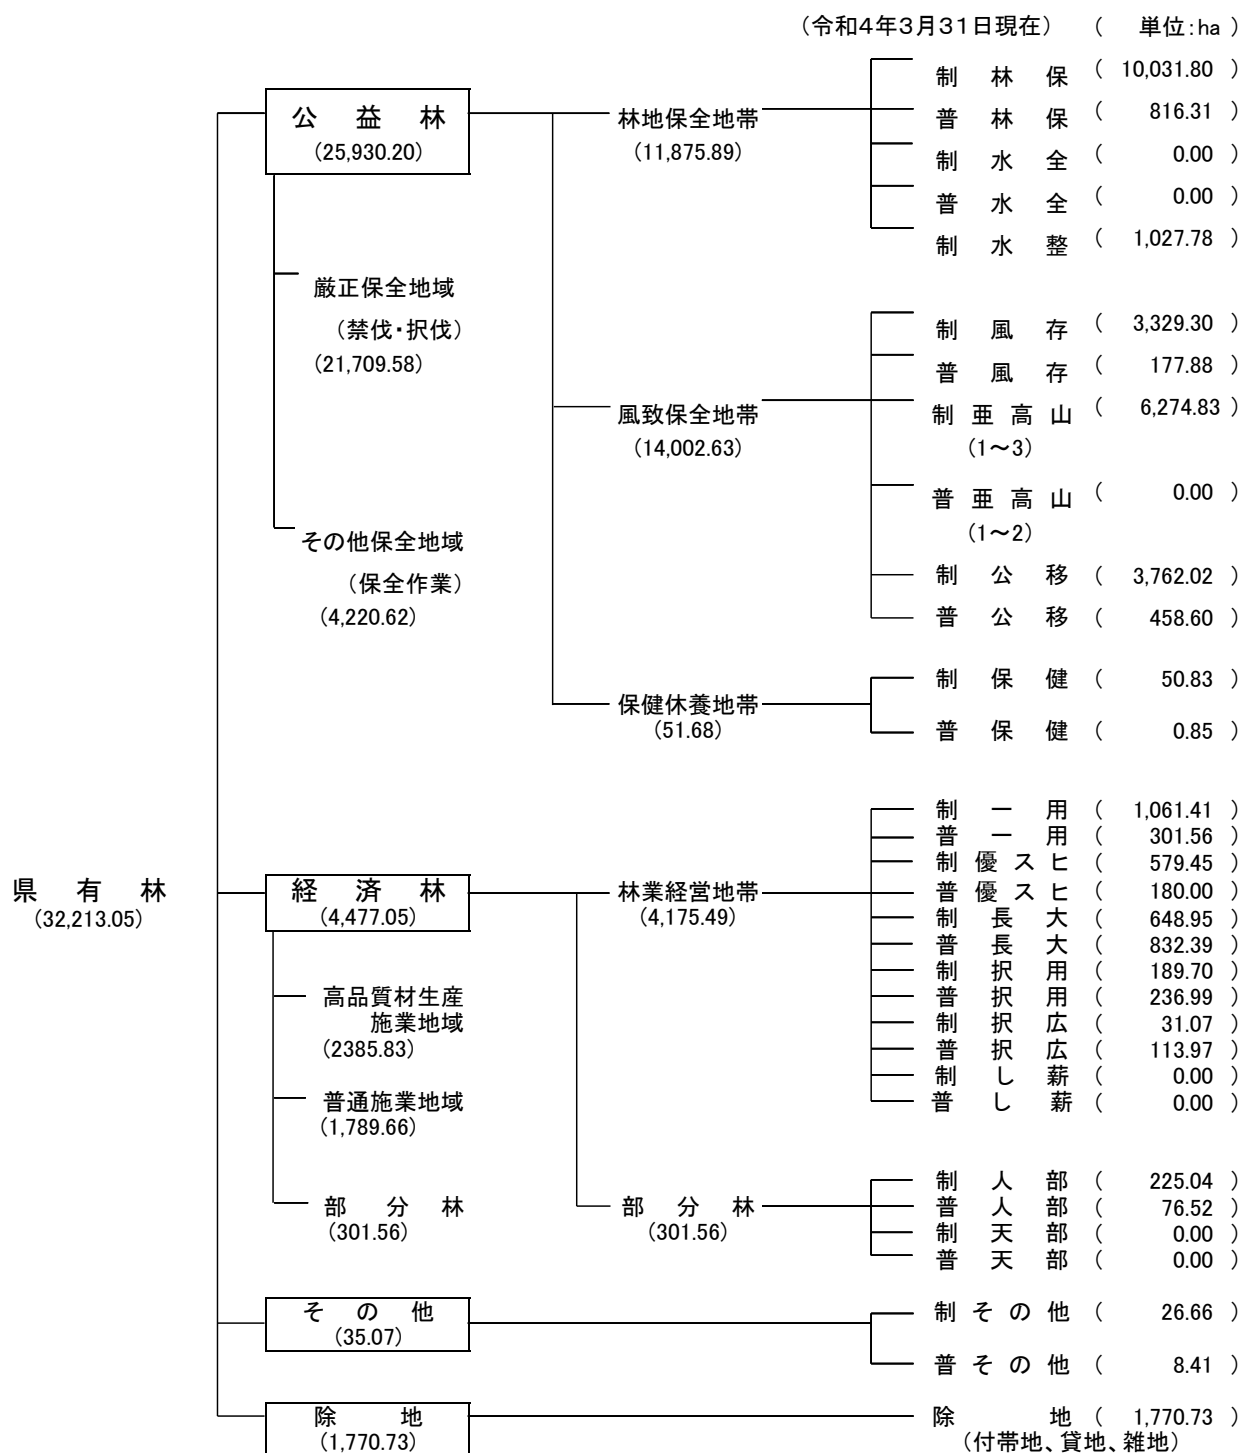 （令和4年3月31日現在）　（　単位：ha ）
県　有　林
(32,213.05)
公　益　林
(25,930.20)
厳正保全地域
（禁伐・択伐）
(21,709.58)
その他保全地域
（保全作業）
(4,220.62)
林地保全地帯
(11,875.89)
制　林　保　（　10,031.80　）
普　林　保　（　816.31　）
制　水　全　（　0.00　）
普　水　全　（　0.00　）
制　水　整　（　1,027.78　）
風致保全地帯
(14,002.63)
制　風　存　（　3,329.30　）
普　風　存　（　177.88　）
制　亜　高　山　（　6,274.83　）
(1～3)
普　亜　高　山　（　0.00　）
(1～2)
制　公　移　（　3,762.02　）
普　公　移　（　458.60　）
保健休養地帯
(51.68)
制　保　健　（　50.83　）
普　保　健　（　0.85　）
経　済　林
(4,477.05)
高品質材生産
施業地域
(2385.83)
普通施業地域
(1,789.66)
部　分　林
(301.56)
林業経営地帯
(4,175.49)
制　一　用　（　1,061.41　）
普　一　用　（　301.56　）
制　優　ス　ヒ　（　579.45　）
普　優　ス　ヒ　（　180.00　）
制　長　大　（　648.95　）
普　長　大　（　832.39　）
制　択　用　（　189.70　）
普　択　用　（　236.99　）
制　択　広　（　31.07　）
普　択　広　（　113.97　）
制　し　薪　（　0.00　）
普　し　薪　（　0.00　）
部　分　林
(301.56)
制　人　部　（　225.04　）
普　人　部　（　76.52　）
制　天　部　（　0.00　）
普　天　部　（　0.00　）
そ　の　他
(35.07)
制　そ　の　他　（　26.66　）
普　そ　の　他　（　8.41　）
除　地
(1,770.73)
除　地　（　1,770.73　）
（付帯地、貸地、雑地）